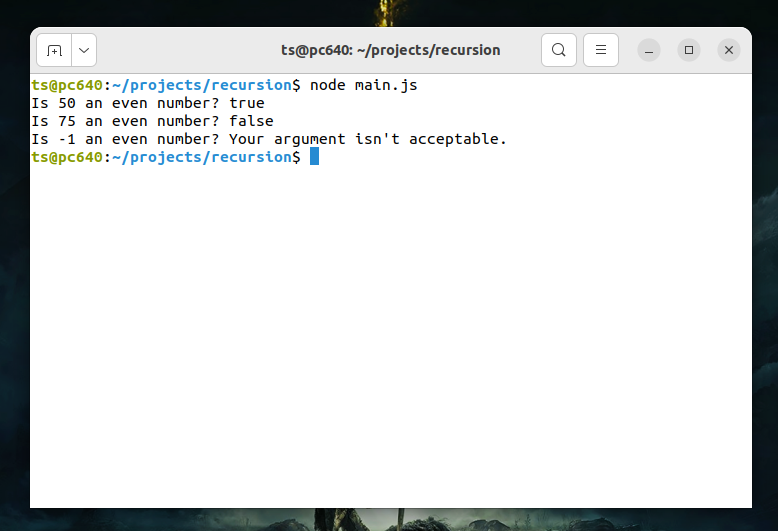 ts@pc640: ~/projects/recursion
ts@pc640:~/projects/recursion$ node main.js
Is 50 an even number? true
Is 75 an even number? false
Is -1 an even number? Your argument isn't acceptable.
ts@pc640:~/projects/recursion$